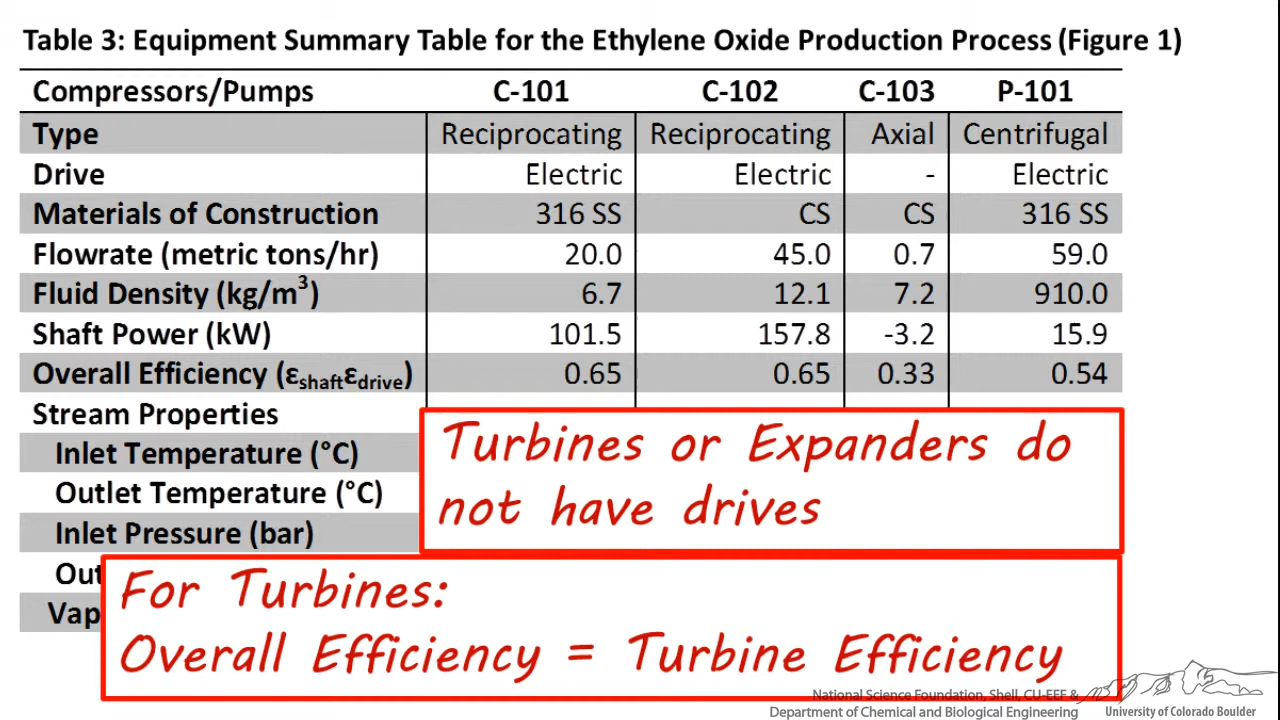 Table 3: Equipment Summary Table for the Ethylene Oxide Production Process (Figure 1)
Compressors/Pumps C-101 C-102 C-103 P-101
Type Reciprocating Reciprocating Axial Centrifugal
Drive Electric Electric - Electric
Materials of Construction 316 SS CS CS 316 SS
Flowrate (metric tons/hr) 20.0 45.0 0.7 59.0
Fluid Density (kg/m³) 6.7 12.1 7.2 910.0
Shaft Power (kW) 101.5 157.8 -3.2 15.9
Overall Efficiency (εshaftεdrive) 0.65 0.65 0.33 0.54
Stream Properties
Inlet Temperature (°C)
Outlet Temperature (°C)
Inlet Pressure (bar)
Out
Vap
Turbines or Expanders do
not have drives
For Turbines:
Overall Efficiency = Turbine Efficiency
National Science Foundation, Shell, CU-EEF &
Department of Chemical and Biological Engineering
University of Colorado Boulder